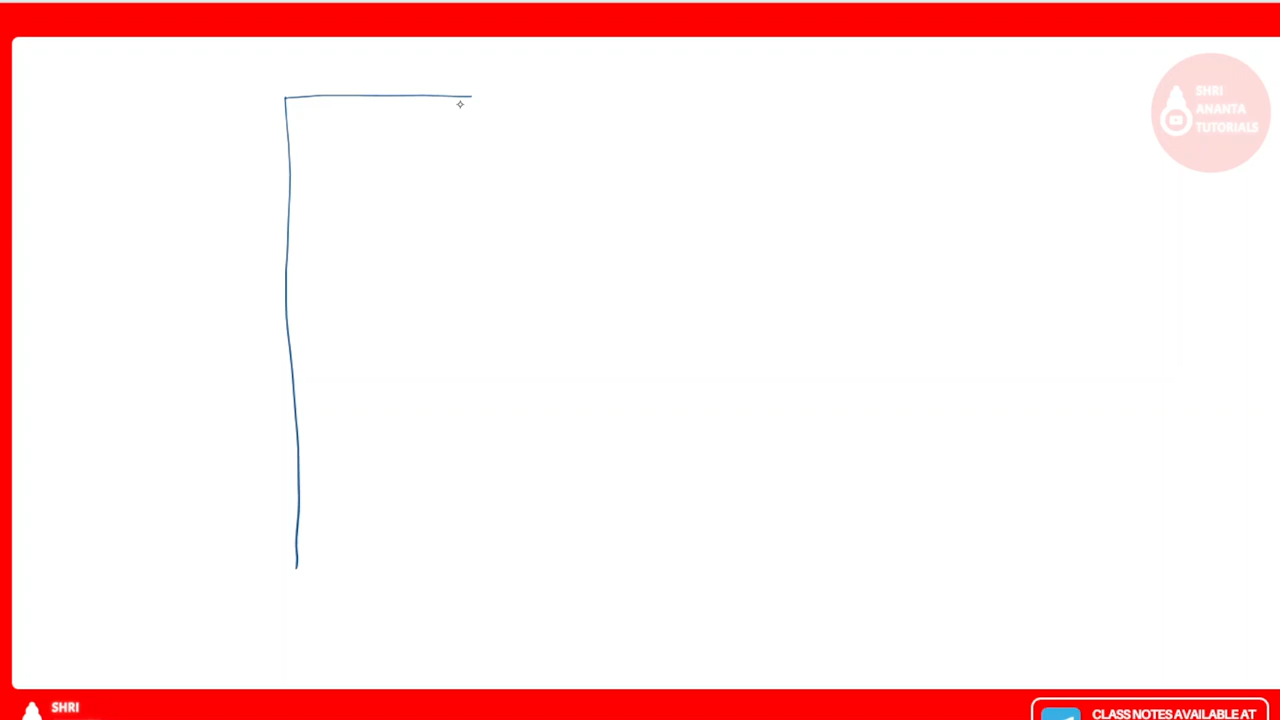 SHRI
ANANTA
TUTORIALS
SHRI
CLASS NOTES AVAILABLE AT